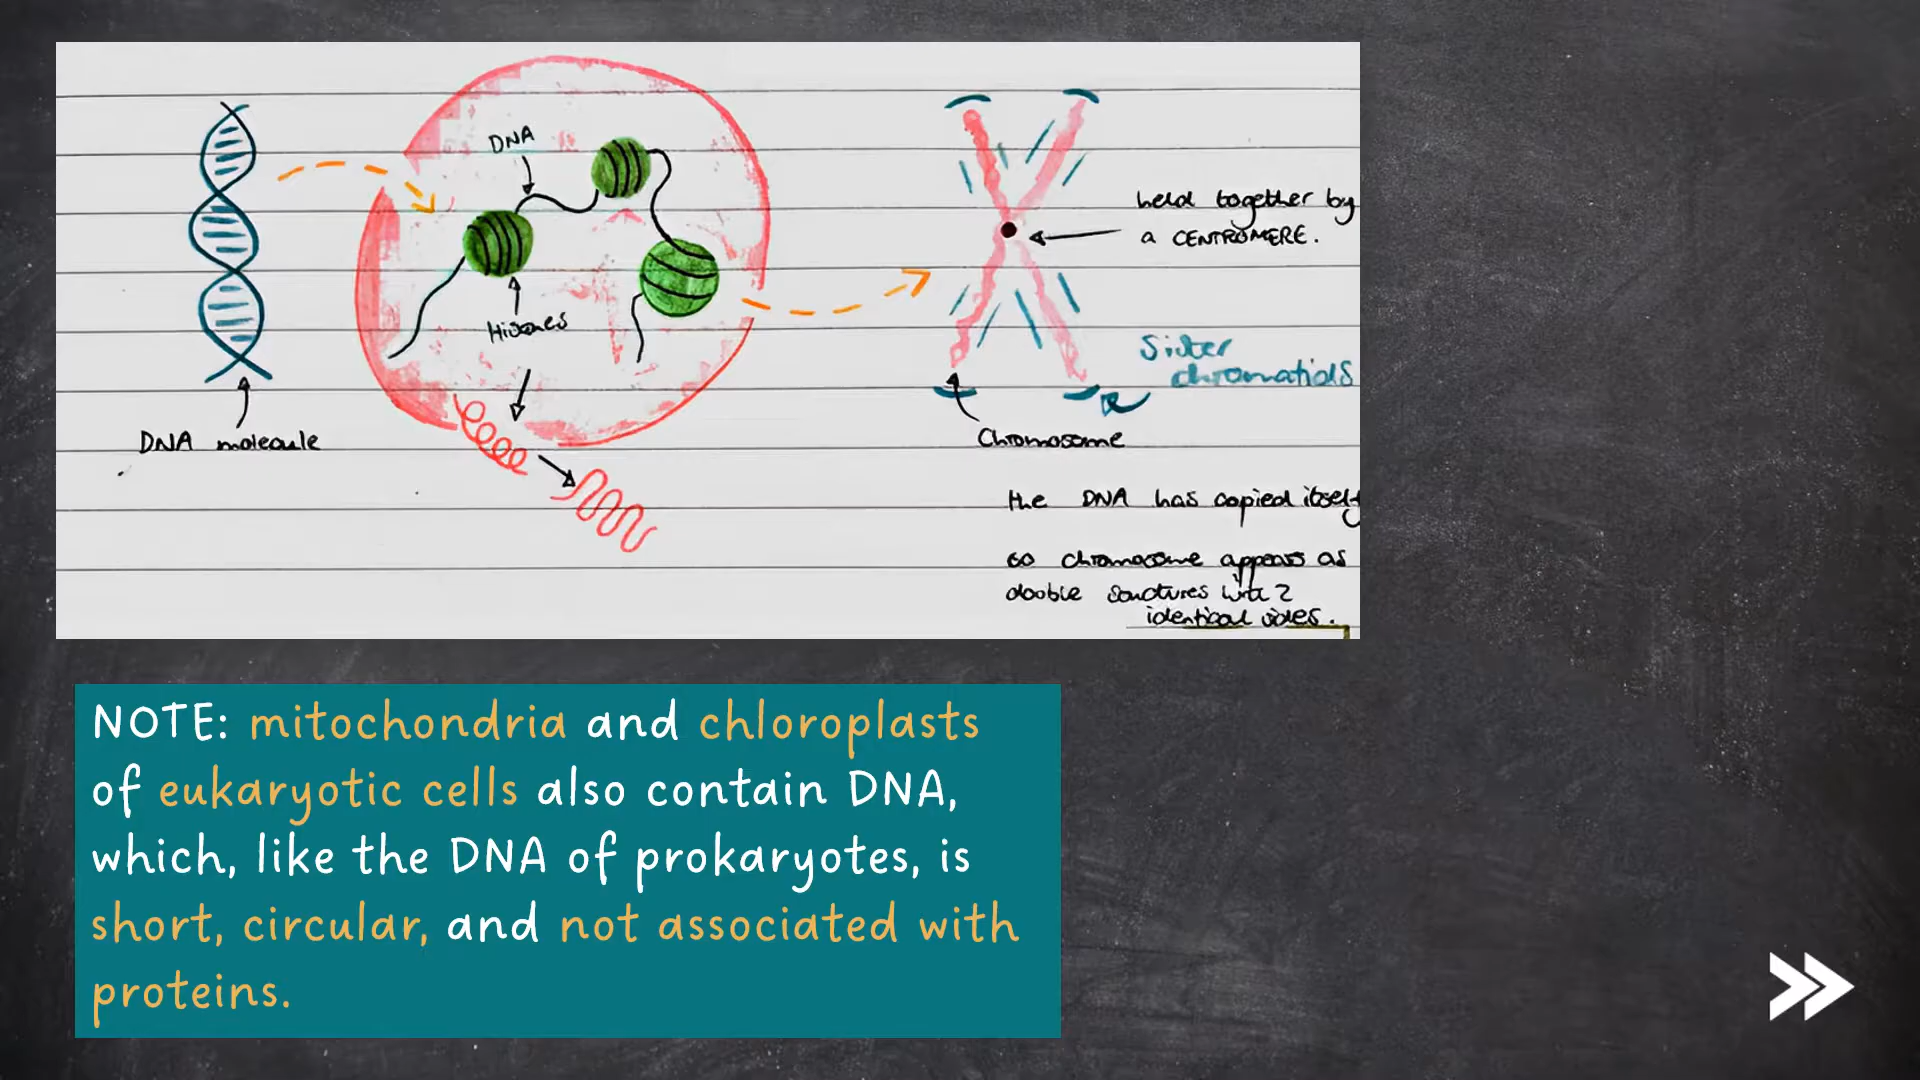 DNA
Histones
DNA molecule
held together by
a CENTROMERE.
Sister
chromatids
Chromosome
the DNA has copied itself
so chromosome appears as
double structures with 2
identical sides.
NOTE: mitochondria and chloroplasts
of eukaryotic cells also contain DNA,
which, like the DNA of prokaryotes, is
short, circular, and not associated with
proteins.